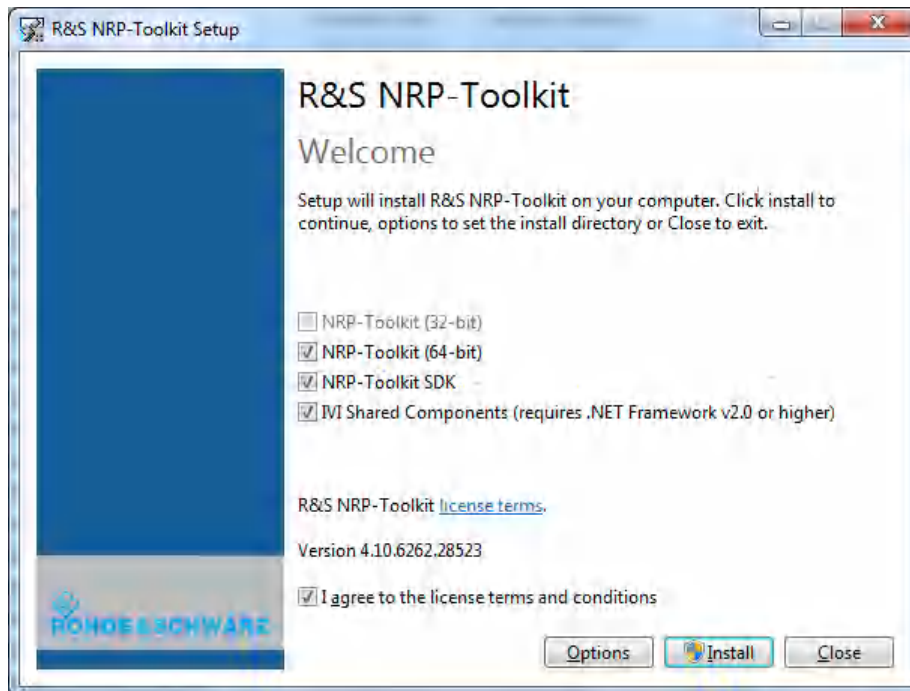 R&S NRP-Toolkit Setup
R&S NRP-Toolkit
Welcome
Setup will install R&S NRP-Toolkit on your computer. Click install to
continue, options to set the install directory or Close to exit.
NRP-Toolkit (32-bit)
NRP-Toolkit (64-bit)
NRP-Toolkit SDK
IVI Shared Components (requires .NET Framework v2.0 or higher)
R&S NRP-Toolkit license terms.
Version 4.10.6262.28523
I agree to the license terms and conditions
ROHDE & SCHWARZ
Options Install Close